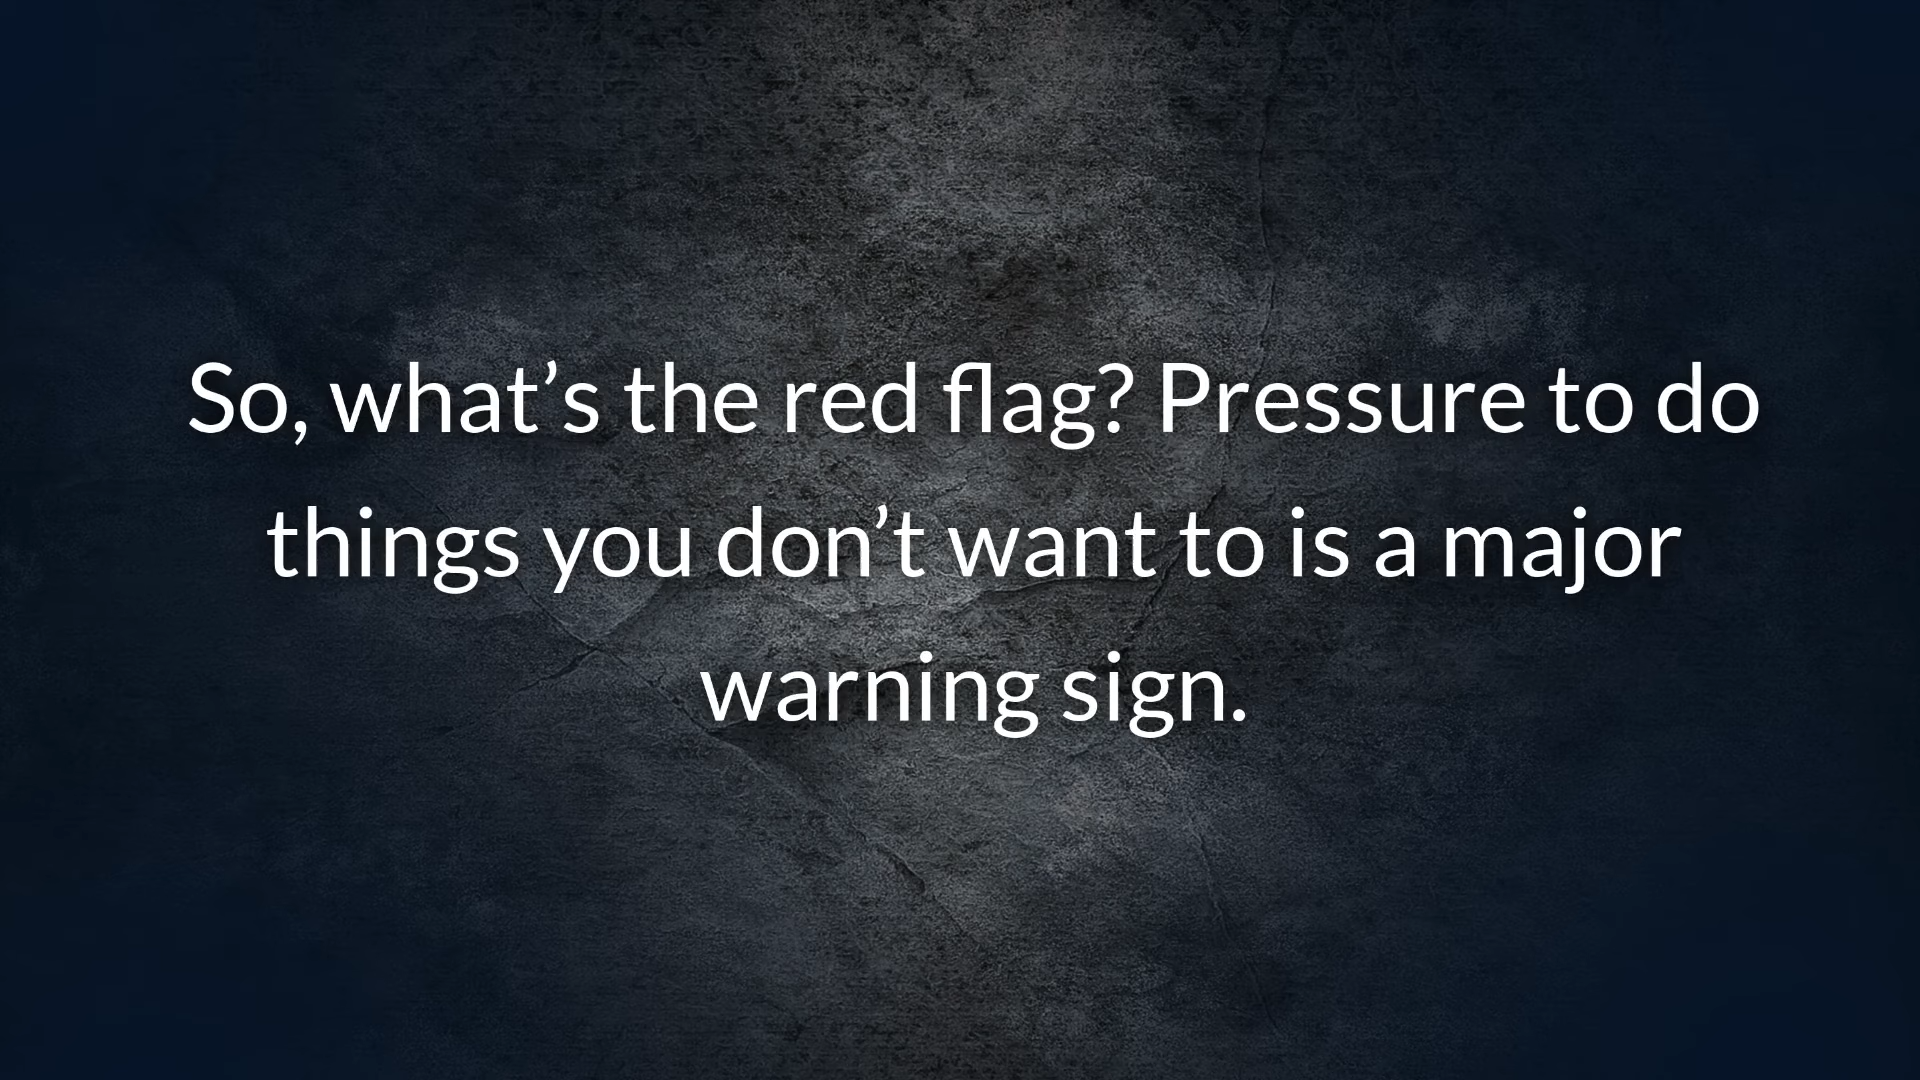 So, what’s the red flag? Pressure to do
things you don’t want to is a major
warning sign.